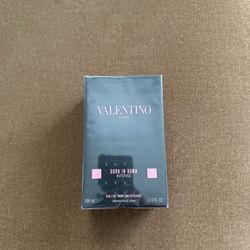 VALENTINO
BORN IN ROMA
INTENSE
EAU DE PARFUM INTENSE
100 ml
3.4 FL. OZ